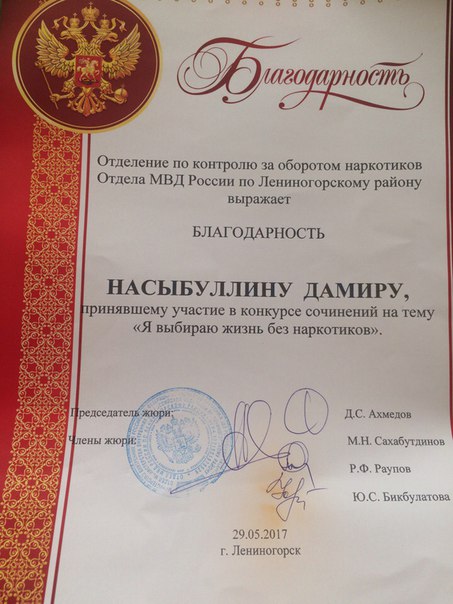 Благодарность
Отделение по контролю за оборотом наркотиков
Отдела МВД России по Лениногорскому району
выражает
БЛАГОДАРНОСТЬ
НАСЫБУЛЛИНУ ДАМИРУ,
принявшему участие в конкурсе сочинений на тему
«Я выбираю жизнь без наркотиков».
Председатель жюри: Д.С. Ахмедов
Члены жюри: М.Н. Сахабутдинов
Р.Ф. Раупов
Ю.С. Бикбулатова
29.05.2017
г. Лениногорск